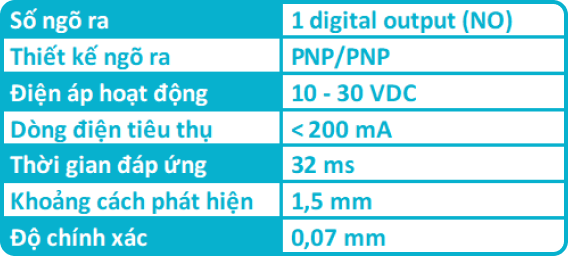 Số ngõ ra 1 digital output (NO)
Thiết kế ngõ ra PNP/PNP
Điện áp hoạt động 10 - 30 VDC
Dòng điện tiêu thụ < 200 mA
Thời gian đáp ứng 32 ms
Khoảng cách phát hiện 1,5 mm
Độ chính xác 0,07 mm